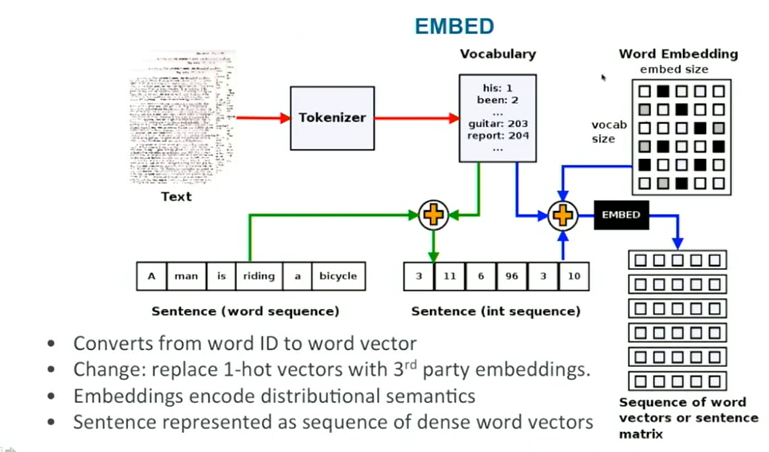 EMBED
Vocabulary
Word Embedding
embed size
his: 1
been: 2
...
guitar: 203
report: 204
...
Tokenizer
vocab
size
Text
EMBED
A man is riding a bicycle
3 11 6 96 3 10
Sentence (word sequence)
Sentence (int sequence)
• Converts from word ID to word vector
• Change: replace 1-hot vectors with 3rd party embeddings.
• Embeddings encode distributional semantics
• Sentence represented as sequence of dense word vectors
Sequence of word
vectors or sentence
matrix